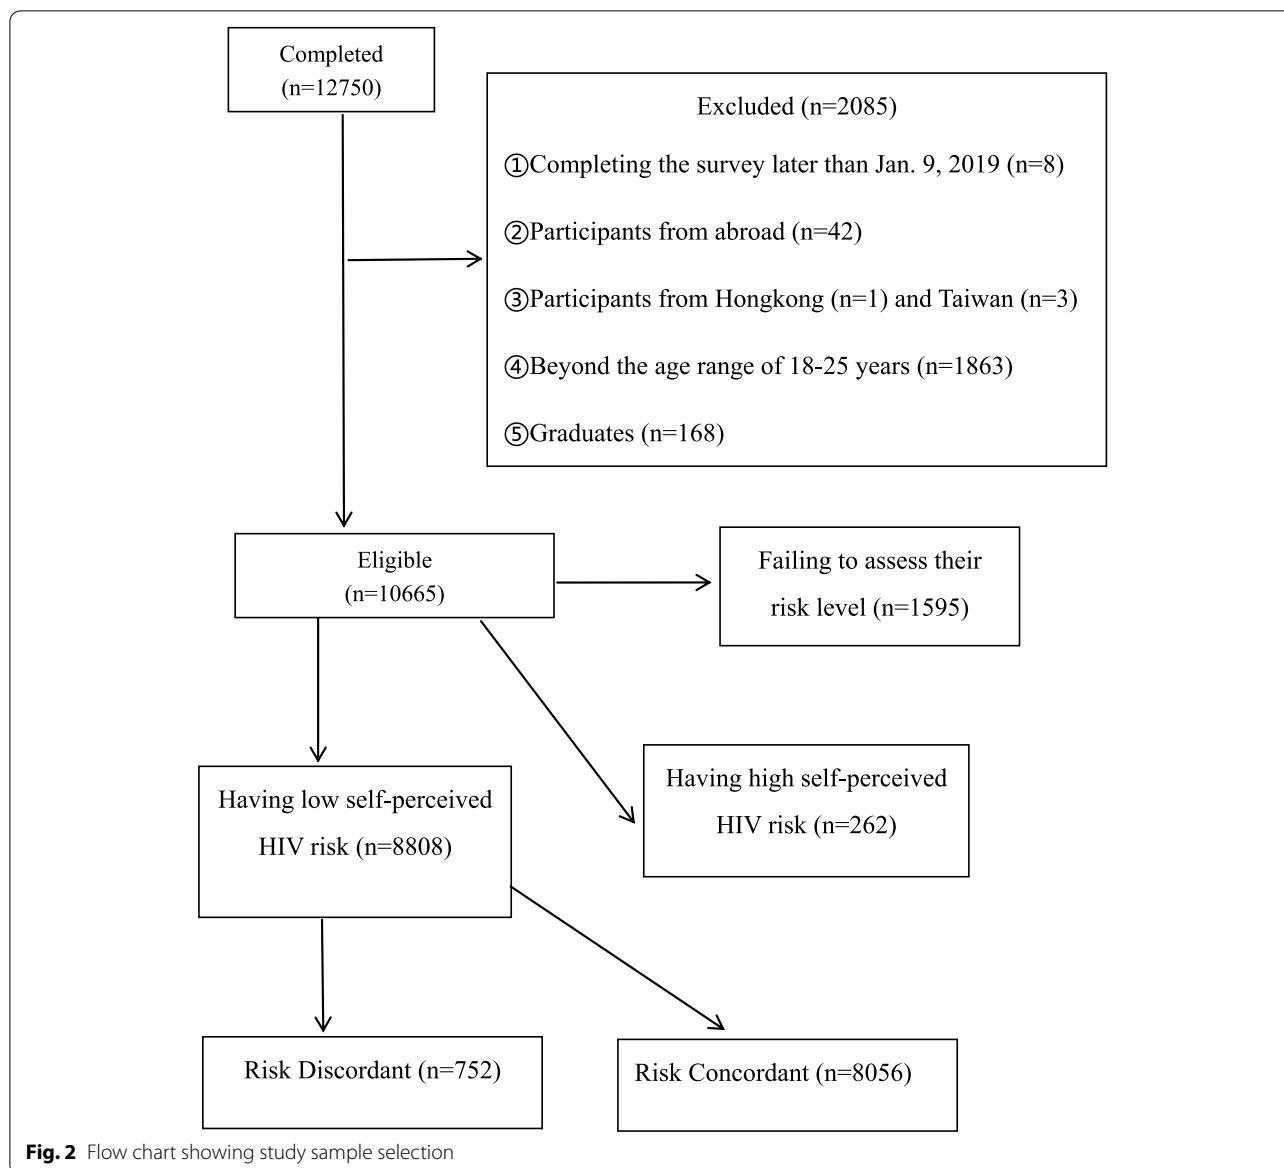 Completed
(n=12750)
Excluded (n=2085)
①Completing the survey later than Jan. 9, 2019 (n=8)
②Participants from abroad (n=42)
③Participants from Hongkong (n=1) and Taiwan (n=3)
④Beyond the age range of 18-25 years (n=1863)
⑤Graduates (n=168)
Eligible
(n=10665)
Failing to assess their
risk level (n=1595)
Having low self-perceived
HIV risk (n=8808)
Having high self-perceived
HIV risk (n=262)
Risk Discordant (n=752)
Risk Concordant (n=8056)
Fig. 2 Flow chart showing study sample selection